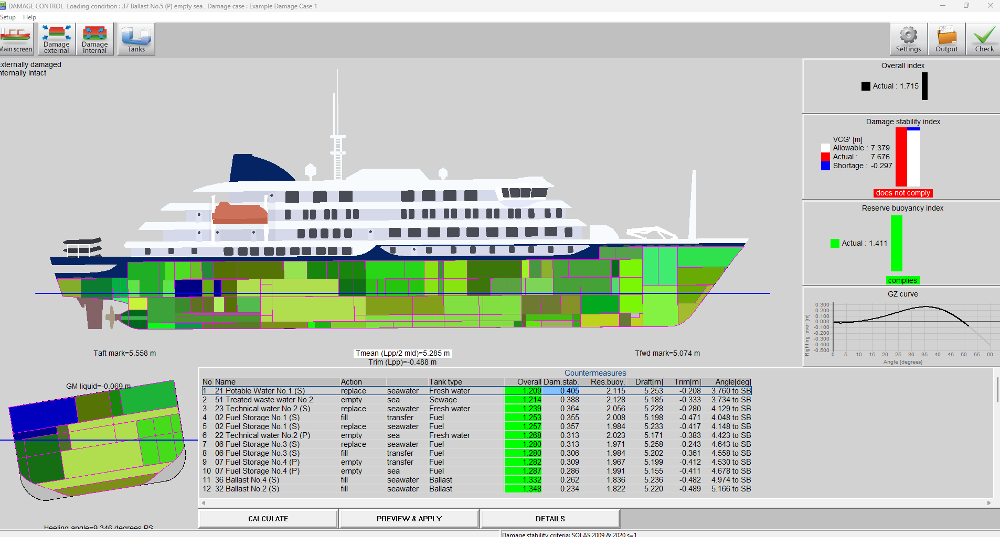 DAMAGE CONTROL Loading condition : 37 Ballast No.5 (P) empty sea , Damage case : Example Damage Case 1
Setup Help
Main screen
Damage external
Damage internal
Tanks
Settings
Output
Check
Externally damaged
nternally intact
Overall index
Actual : 1.715
Damage stability index
VCG' [m]
Allowable : 7.379
Actual : 7.676
Shortage : -0.297
does not comply
Reserve buoyancy index
Actual : 1.411
complies
GZ curve
Righting lever [m]
0.300
0.200
0.100
0.000
-0.100
-0.200
-0.300
-0.400
-0.500
0 5 10 15 20 25 30 35 40 45 50 55 60
Angle [degrees]
Taft mark=5.558 m
Tmean (Lpp/2 mld)=5.285 m
Trim (Lpp)=-0.488 m
Tfwd mark=5.074 m
GM liquid=-0.069 m
Heeling angle=9.346 degrees PS
Countermeasures
No Name Action Tank type Overall Dam.stab. Res.buoy. Draft[m] Trim[m] Angle[deg]
1 21 Potable Water No.1 (S) replace seawater Fresh water 1.209 0.405 2.115 5.253 -0.208 3.760 to SB
2 51 Treated waste water No.2 empty sea Sewage 1.214 0.388 2.128 5.185 -0.333 3.734 to SB
3 23 Technical water No.2 (S) replace seawater Fresh water 1.239 0.364 2.056 5.228 -0.280 4.129 to SB
4 02 Fuel Storage No.1 (S) fill transfer Fuel 1.253 0.355 2.008 5.198 -0.471 4.048 to SB
5 02 Fuel Storage No.1 (S) replace seawater Fuel 1.257 0.357 1.984 5.233 -0.417 4.148 to SB
6 22 Technical water No.2 (P) empty sea Fresh water 1.268 0.313 2.023 5.171 -0.383 4.423 to SB
7 06 Fuel Storage No.3 (S) replace seawater Fuel 1.280 0.313 1.971 5.258 -0.243 4.643 to SB
8 06 Fuel Storage No.3 (S) fill transfer Fuel 1.280 0.306 1.984 5.202 -0.361 4.558 to SB
9 07 Fuel Storage No.4 (P) empty transfer Fuel 1.282 0.309 1.967 5.199 -0.412 4.530 to SB
10 07 Fuel Storage No.4 (P) empty sea Fuel 1.287 0.286 1.991 5.155 -0.411 4.678 to SB
11 36 Ballast No.4 (S) fill seawater Ballast 1.332 0.262 1.836 5.236 -0.482 4.974 to SB
12 32 Ballast No.2 (S) fill seawater Ballast 1.348 0.234 1.822 5.220 -0.489 5.166 to SB
CALCULATE
PREVIEW & APPLY
DETAILS
Damage stability criteria: SOLAS 2009 & 2020 s=1